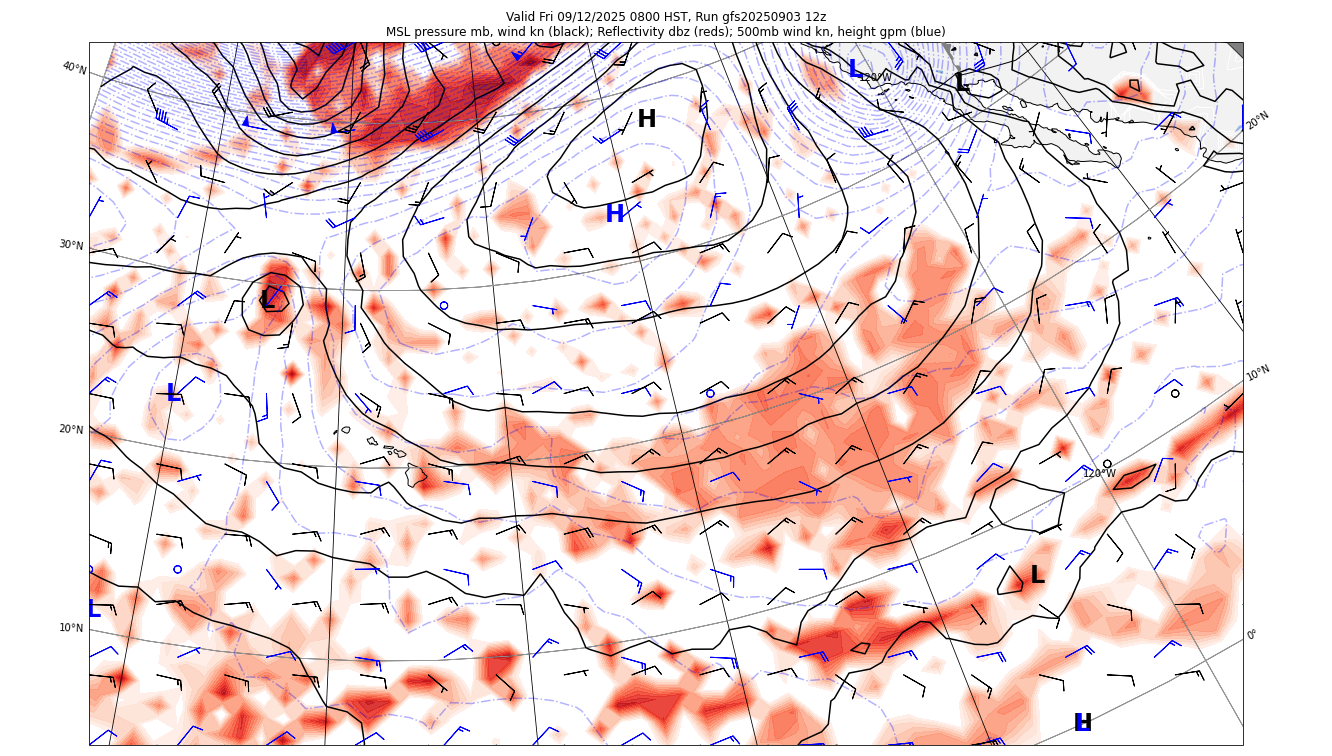 Valid Fri 09/12/2025 0800 HST, Run gfs20250903 12z
MSL pressure mb, wind kn (black); Reflectivity dbz (reds); 500mb wind kn, height gpm (blue)
40°N
L
120°W
L
H
20°N
H
30°N
L
L
10°N
20°N
120°W
L
L
10°N
0°
H
L